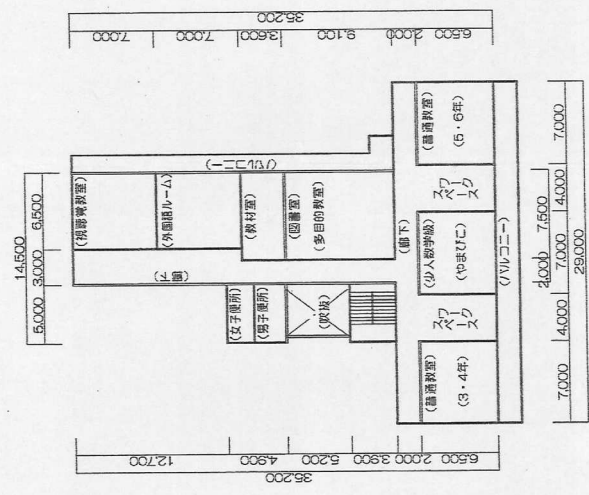 35,200
7,000
7,000
3,600
9,100
2,000
6,500
14,500
5,000
3,000
6,500
(視聴覚教室)
(外国語ルーム)
(教材室)
(図書室)
(多目的教室)
(バルコニー)
(廊下)
(女子便所)
(男子便所)
(吹抜)
(廊下)
(普通教室)
(3・4年)
ワーク
スペース
(少人数学級)
(やまびこ)
ワーク
スペース
(普通教室)
(5・6年)
(バルコニー)
7,000
4,000
2,000
7,000
7,500
4,000
7,000
29,000
12,700
4,900
5,200
3,900
2,000
6,500
35,200